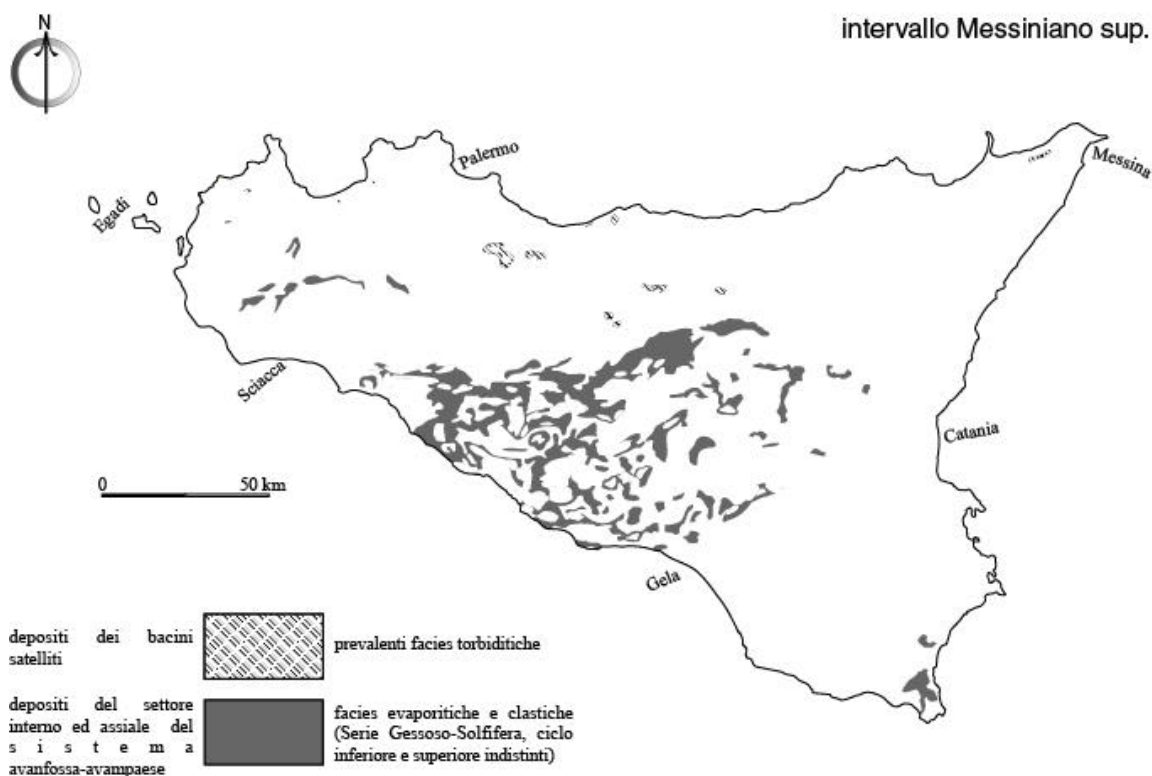 N
intervallo Messiniano sup.
Palermo
Messina
Egadi
Sciacca
Catania
0 50 km
Gela
depositi dei bacini
satelliti
prevalenti facies torbiditiche
depositi del settore
interno ed assiale del
sistema
avanfossa-avampaese
facies evaporitiche e clastiche
(Serie Gessoso-Solfifera, ciclo
inferiore e superiore indistinti)